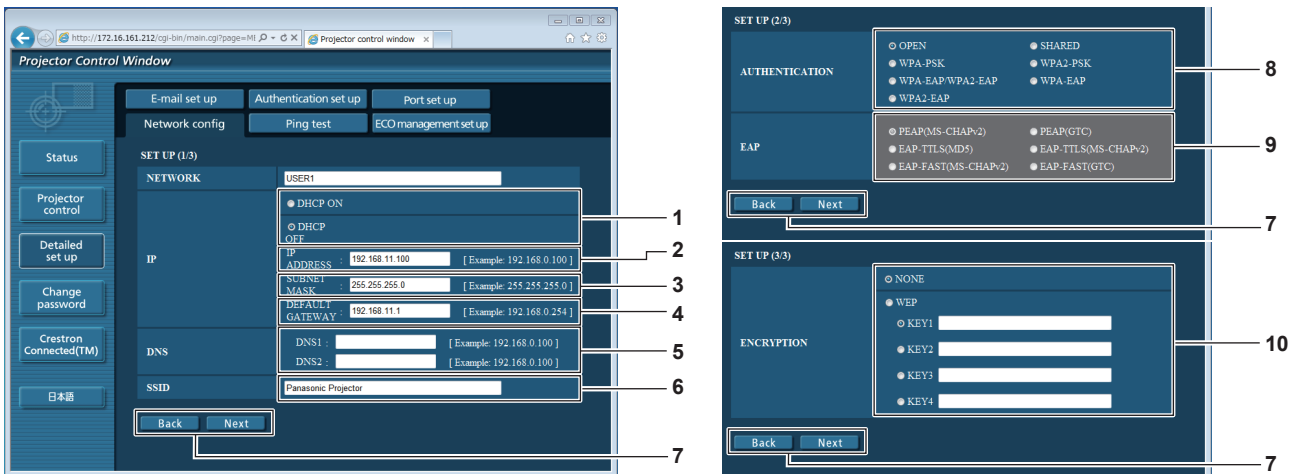 http://172.16.161.212/cgi-bin/main.cgi?page=MI
Projector control window
Projector Control Window
E-mail set up
Authentication set up
Port set up
Network config
Ping test
ECO management set up
Status
Projector control
Detailed set up
Change password
Crestron Connected(TM)
日本語
SET UP (1/3)
NETWORK
USER1
IP
DHCP ON
DHCP OFF
1
IP ADDRESS : 192.168.11.100 [ Example: 192.168.0.100 ]
2
SUBNET MASK : 255.255.255.0 [ Example: 255.255.255.0 ]
3
DEFAULT GATEWAY : 192.168.11.1 [ Example: 192.168.0.254 ]
4
DNS
DNS1 : [ Example: 192.168.0.100 ]
DNS2 : [ Example: 192.168.0.100 ]
5
SSID
Panasonic Projector
6
Back Next
7
SET UP (2/3)
AUTHENTICATION
OPEN SHARED
WPA-PSK WPA2-PSK
WPA-EAP/WPA2-EAP WPA-EAP
WPA2-EAP
8
EAP
PEAP(MS-CHAPv2) PEAP(GTC)
EAP-TTLS(MD5) EAP-TTLS(MS-CHAPv2)
EAP-FAST(MS-CHAPv2) EAP-FAST(GTC)
9
Back Next
7
SET UP (3/3)
ENCRYPTION
NONE
WEP
KEY1
KEY2
KEY3
KEY4
10
Back Next
7